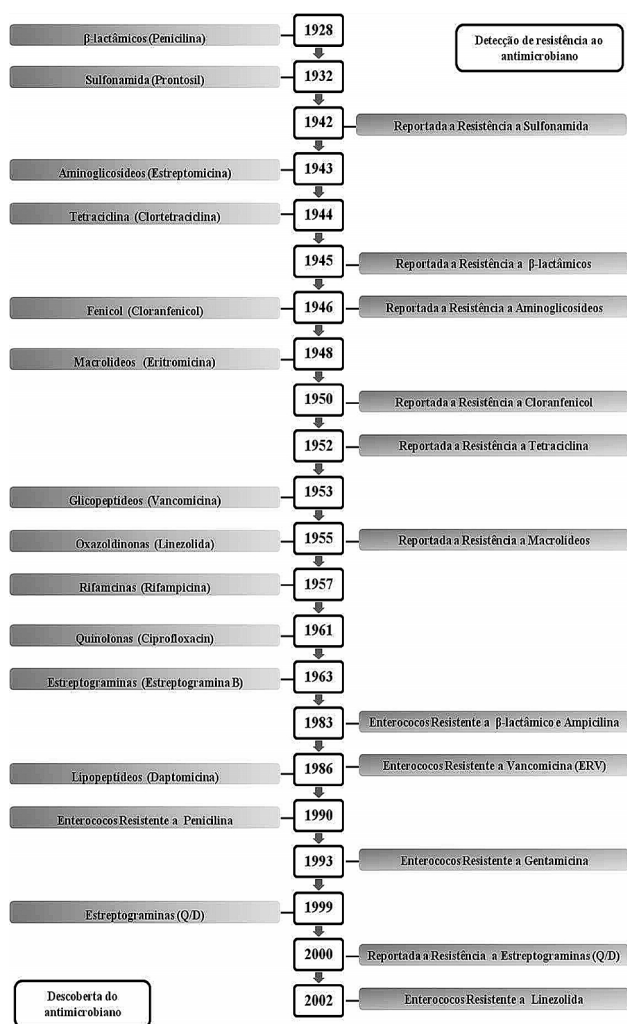 β-lactâmicos (Penicilina)
1928
Detecção de resistência ao
antimicrobiano
Sulfonamida (Prontosil)
1932
1942
Reportada a Resistência a Sulfonamida
Aminoglicosídeos (Estreptomicina)
1943
Tetraciclina (Clortetraciclina)
1944
1945
Reportada a Resistência a β-lactâmicos
Fenicol (Cloranfenicol)
1946
Reportada a Resistência a Aminoglicosídeos
Macrolídeos (Eritromicina)
1948
1950
Reportada a Resistência a Cloranfenicol
1952
Reportada a Resistência a Tetraciclina
Glicopeptídeos (Vancomicina)
1953
Oxazoldinonas (Linezolida)
1955
Reportada a Resistência a Macrolídeos
Rifamcinas (Rifampicina)
1957
Quinolonas (Ciprofloxacin)
1961
Estreptograminas (Estreptogramina B)
1963
1983
Enterococos Resistente a β-lactâmico e Ampicilina
Lipopeptídeos (Daptomicina)
1986
Enterococos Resistente a Vancomicina (ERV)
Enterococos Resistente a Penicilina
1990
1993
Enterococos Resistente a Gentamicina
Estreptograminas (Q/D)
1999
2000
Reportada a Resistência a Estreptograminas (Q/D)
Descoberta do
antimicrobiano
2002
Enterococos Resistente a Linezolida